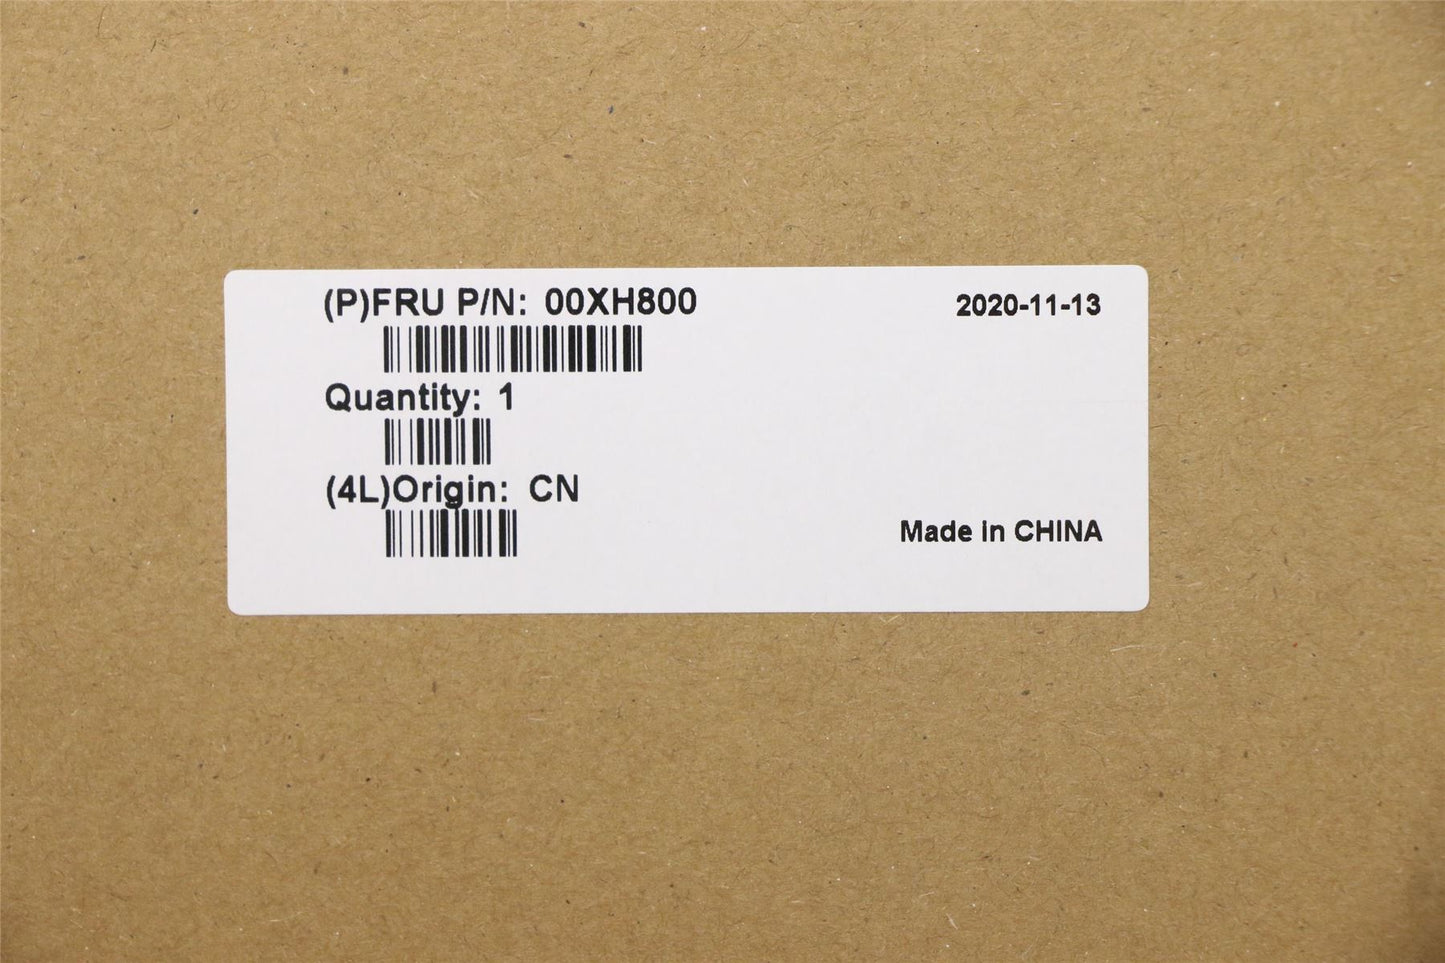 (P)FRU P/N: 00XH800
2020-11-13
Quantity: 1
(4L)Origin: CN
Made in CHINA